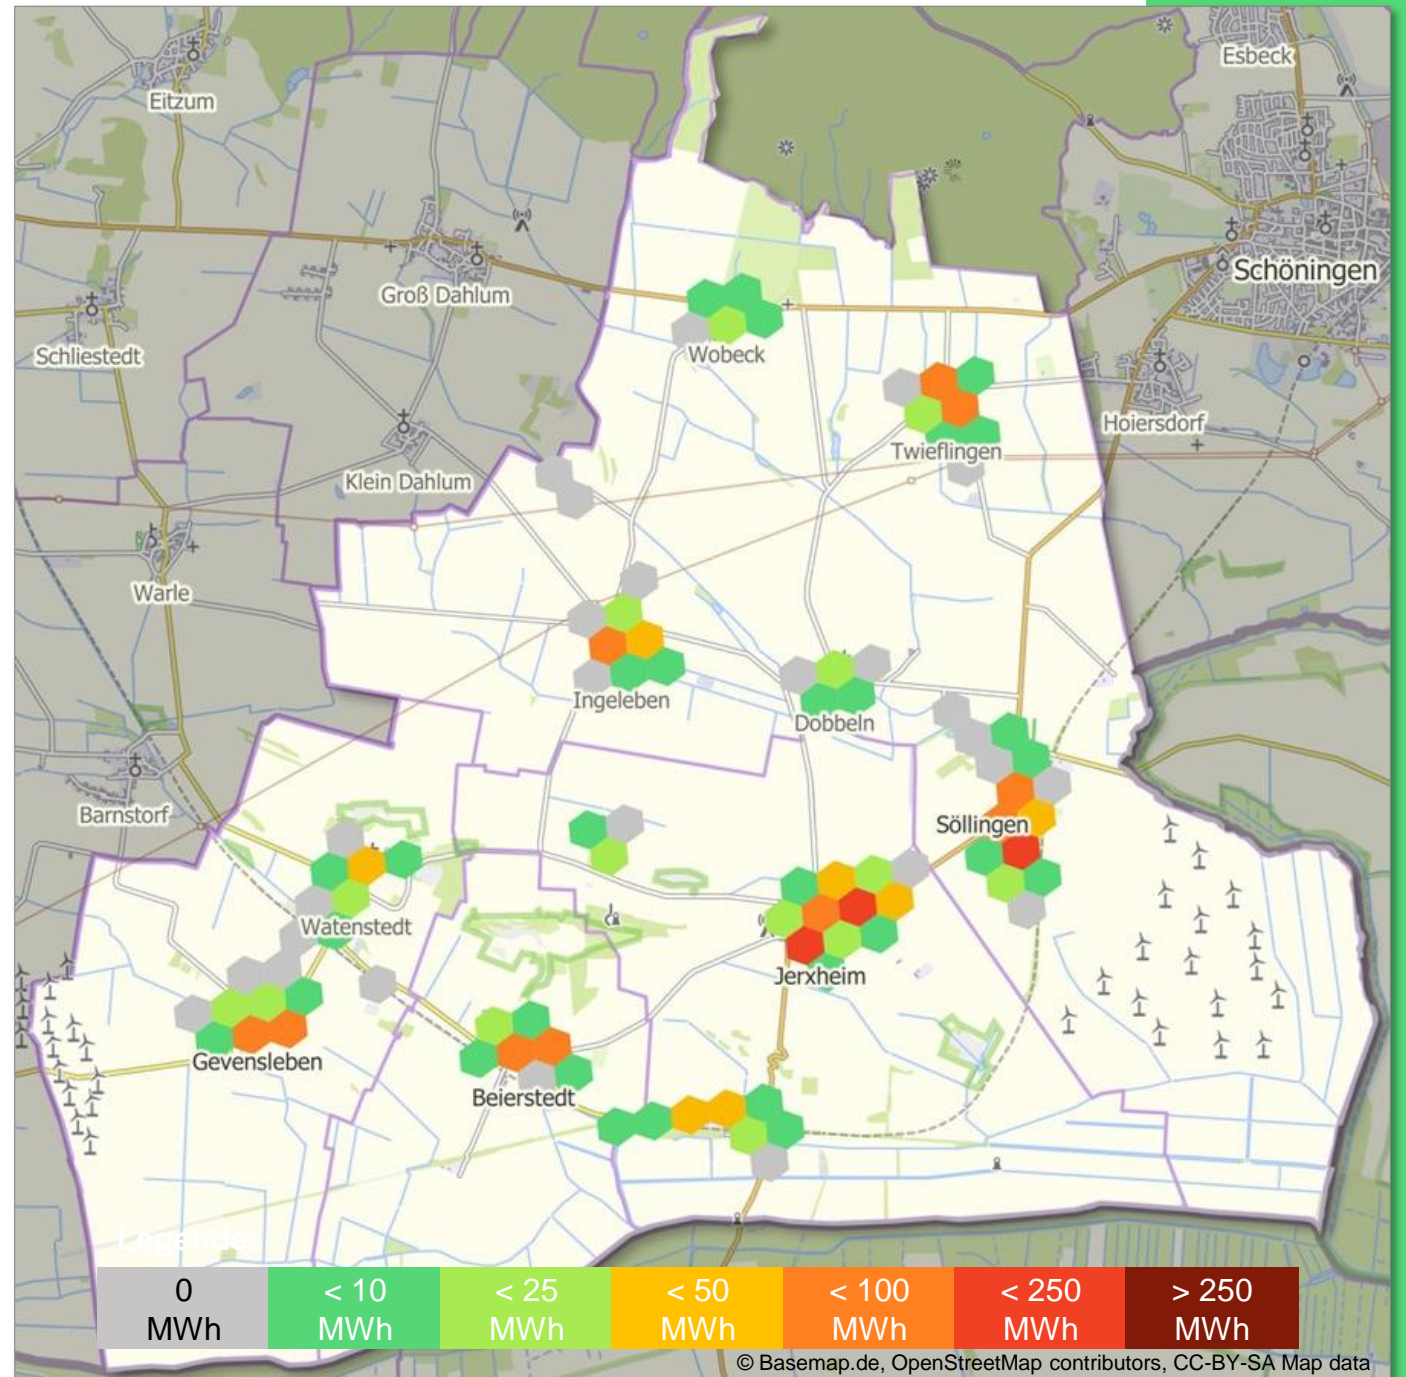 Esbeck
Eitzum
Schöningen
Groß Dahlum
Schliestedt
Wobeck
Hoiersdorf
Twieflingen
Klein Dahlum
Warle
Ingeleben
Dobbeln
Barnstorf
Söllingen
Watenstedt
Jerxheim
Gevensleben
Beierstedt
Legende:
0 MWh
< 10 MWh
< 25 MWh
< 50 MWh
< 100 MWh
< 250 MWh
> 250 MWh
© Basemap.de, OpenStreetMap contributors, CC-BY-SA Map data